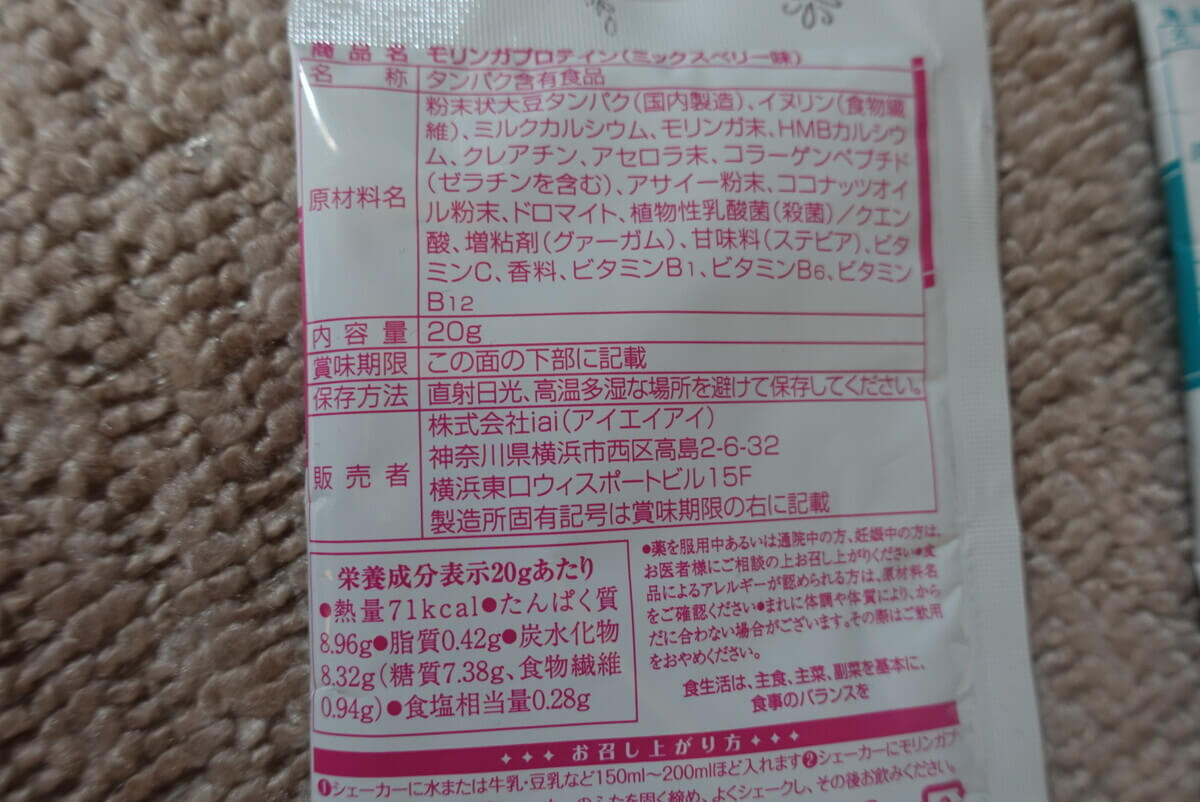 商品名 モリンガプロテイン(ミックスベリー味)
名称 タンパク含有食品
原材料名
粉末状大豆タンパク(国内製造)、イヌリン(食物繊
維)、ミルクカルシウム、モリンガ末、HMBカルシウ
ム、クレアチン、アセロラ末、コラーゲンペプチド
(ゼラチンを含む)、アサイー粉末、ココナッツオイ
ル粉末、ドロマイト、植物性乳酸菌(殺菌)／クエン
酸、増粘剤(グァーガム)、甘味料(ステビア)、ビタ
ミンC、香料、ビタミンB1、ビタミンB6、ビタミン
B12
内容量 20g
賞味期限 この面の下部に記載
保存方法 直射日光、高温多湿な場所を避けて保存してください。
販売者
株式会社iai(アイエイアイ)
神奈川県横浜市西区高島2-6-32
横浜東口ウィスポートビル15F
製造所固有記号は賞味期限の右に記載
栄養成分表示20gあたり
●熱量71kcal●たんぱく質
8.96g●脂質0.42g●炭水化物
8.32g(糖質7.38g、食物繊維
0.94g)●食塩相当量0.28g
●薬を服用中あるいは通院中の方、妊娠中の方は、
お医者様にご相談の上お召し上がりください●食
品によるアレルギーが認められる方は、原材料名
をご確認ください●まれに体調や体質により、から
だに合わない場合がございます。その際はご飲用
をおやめください。
食生活は、主食、主菜、副菜を基本に、
食事のバランスを
お召し上がり方
❶シェーカーに水または牛乳・豆乳など150ml～200mlほど入れます❷シェーカーにモリンガプ
のふたを固く締め、よくシェークし、その後お飲みください。